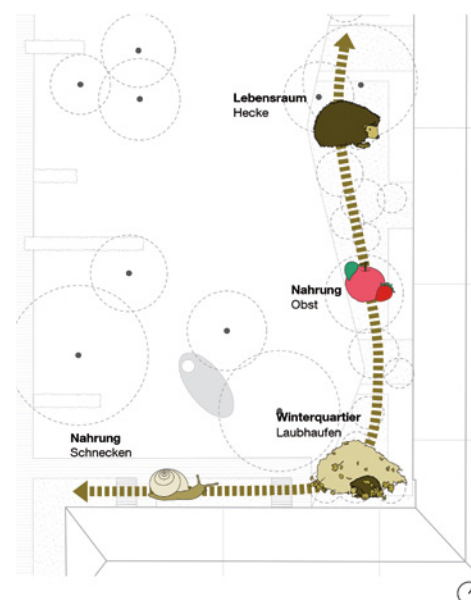 Lebensraum
Hecke
Nahrung
Obst
Winterquartier
Laubhaufen
Nahrung
Schnecken